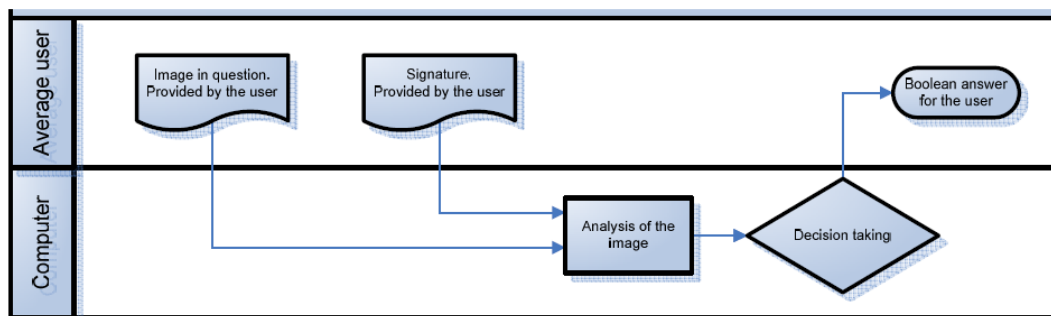 Average user
Image in question.
Provided by the user
Signature.
Provided by the user
Boolean answer
for the user
Computer
Analysis of the
image
Decision taking